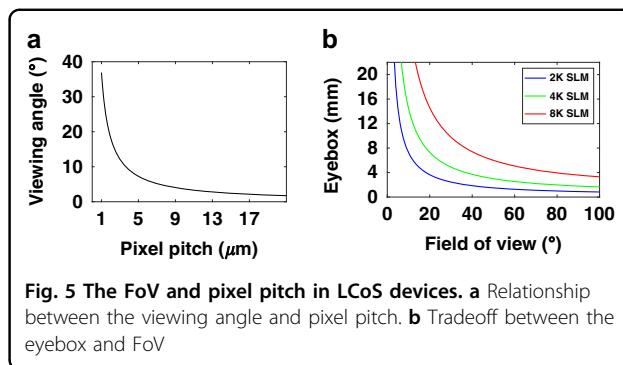 a
b
40
30
20
10
0
Viewing angle (°)
1 5 9 13 17
Pixel pitch (μm)
20
16
12
8
4
0
Eyebox (mm)
2K SLM
4K SLM
8K SLM
0 20 40 60 80 100
Field of view (°)
Fig. 5 The FoV and pixel pitch in LCoS devices. a Relationship
between the viewing angle and pixel pitch. b Tradeoff between the
eyebox and FoV